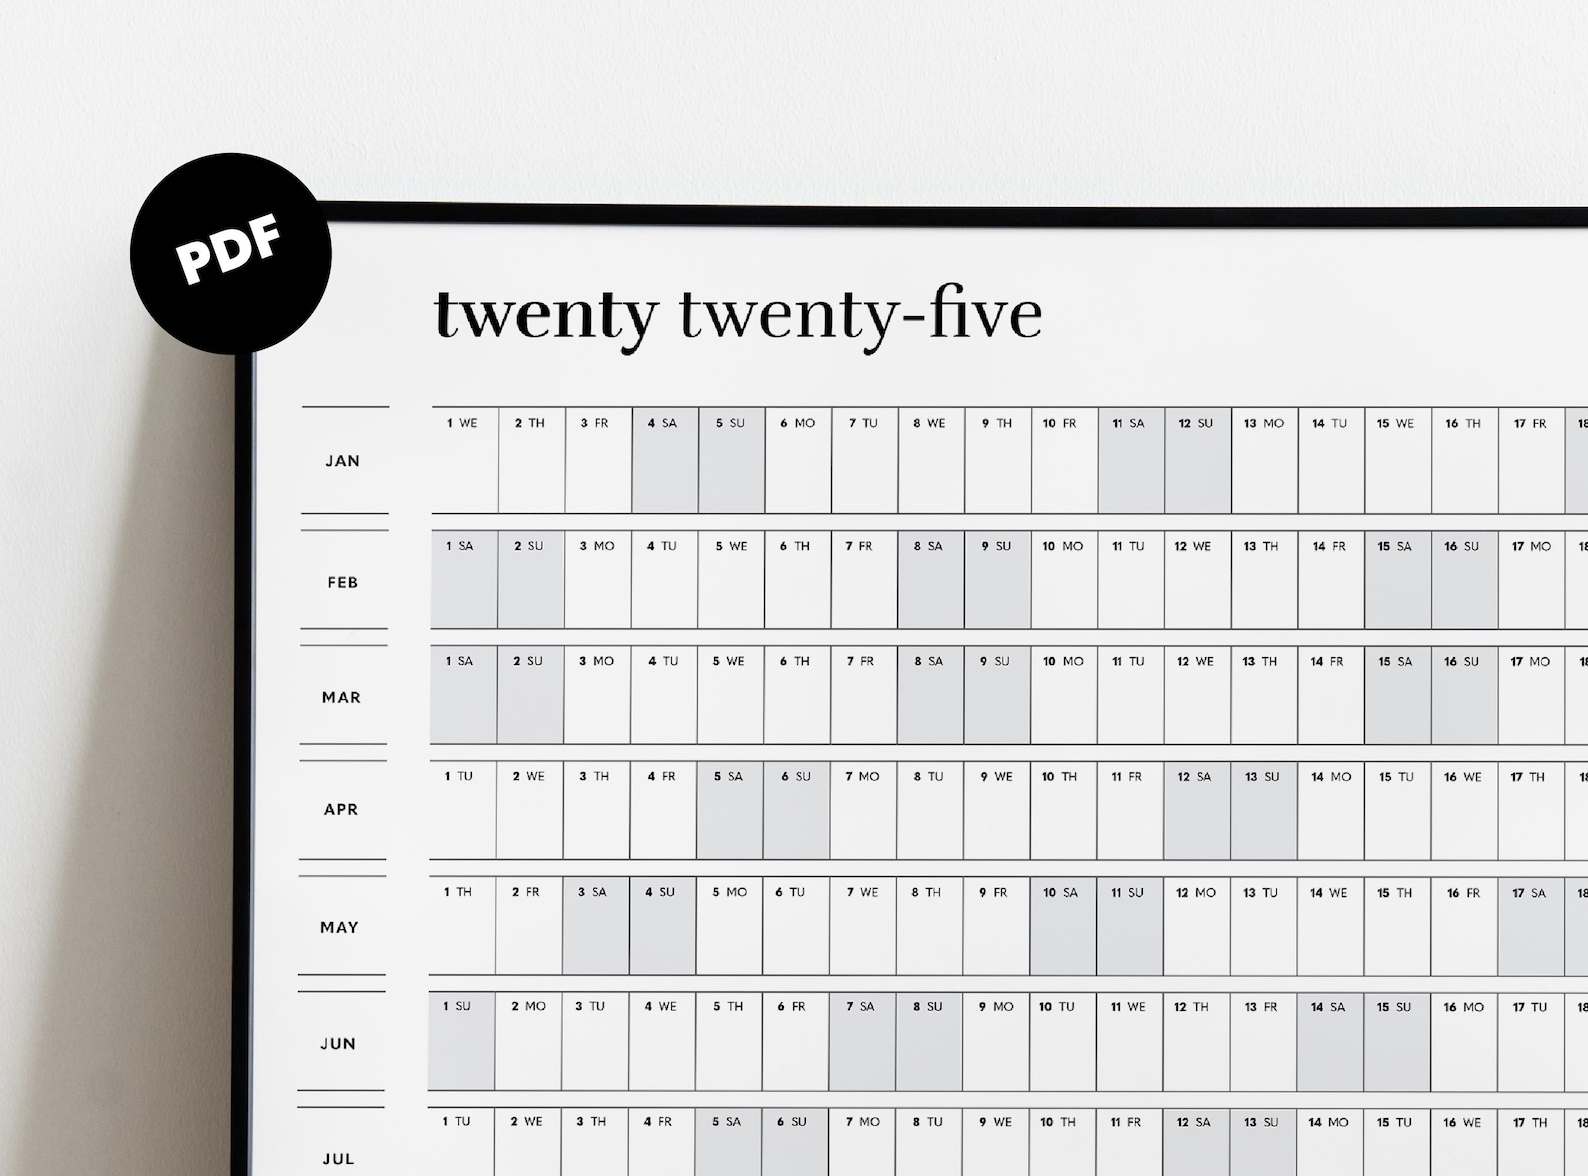 PDF
twenty twenty-five
JAN
1 WE 2 TH 3 FR 4 SA 5 SU 6 MO 7 TU 8 WE 9 TH 10 FR 11 SA 12 SU 13 MO 14 TU 15 WE 16 TH 17 FR 18
FEB
1 SA 2 SU 3 MO 4 TU 5 WE 6 TH 7 FR 8 SA 9 SU 10 MO 11 TU 12 WE 13 TH 14 FR 15 SA 16 SU 17 MO 18
MAR
1 SA 2 SU 3 MO 4 TU 5 WE 6 TH 7 FR 8 SA 9 SU 10 MO 11 TU 12 WE 13 TH 14 FR 15 SA 16 SU 17 MO 18
APR
1 TU 2 WE 3 TH 4 FR 5 SA 6 SU 7 MO 8 TU 9 WE 10 TH 11 FR 12 SA 13 SU 14 MO 15 TU 16 WE 17 TH 18
MAY
1 TH 2 FR 3 SA 4 SU 5 MO 6 TU 7 WE 8 TH 9 FR 10 SA 11 SU 12 MO 13 TU 14 WE 15 TH 16 FR 17 SA 18
JUN
1 SU 2 MO 3 TU 4 WE 5 TH 6 FR 7 SA 8 SU 9 MO 10 TU 11 WE 12 TH 13 FR 14 SA 15 SU 16 MO 17 TU 18
JUL
1 TU 2 WE 3 TH 4 FR 5 SA 6 SU 7 MO 8 TU 9 WE 10 TH 11 FR 12 SA 13 SU 14 MO 15 TU 16 WE 17 TH 18